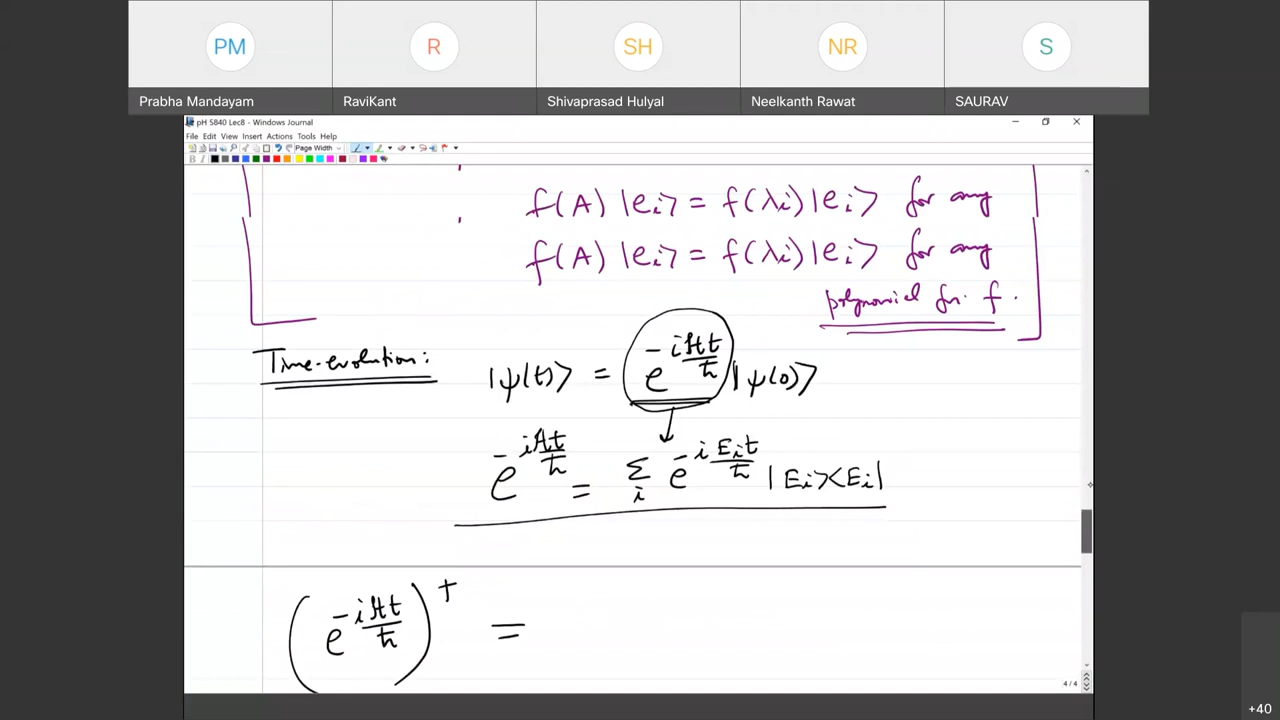 PM R SH NR S
Prabha Mandayam RaviKant Shivaprasad Hulyal Neelkanth Rawat SAURAV
pH 5840 Lec8 - Windows Journal
File Edit View Insert Actions Tools Help
Page Width
B I
f(A) |eᵢ> = f(λᵢ) |eᵢ> for any
f(A) |eᵢ> = f(λᵢ) |eᵢ> for any
polynomial fn. f.
Time-evolution: |ψ(t)> = e^{-iHt/ħ} |ψ(0)>
e^{-iHt/ħ} = Σᵢ e^{-iEᵢt/ħ} |Eᵢ><Eᵢ|
(e^{-iHt/ħ})† =
4 / 4
+40